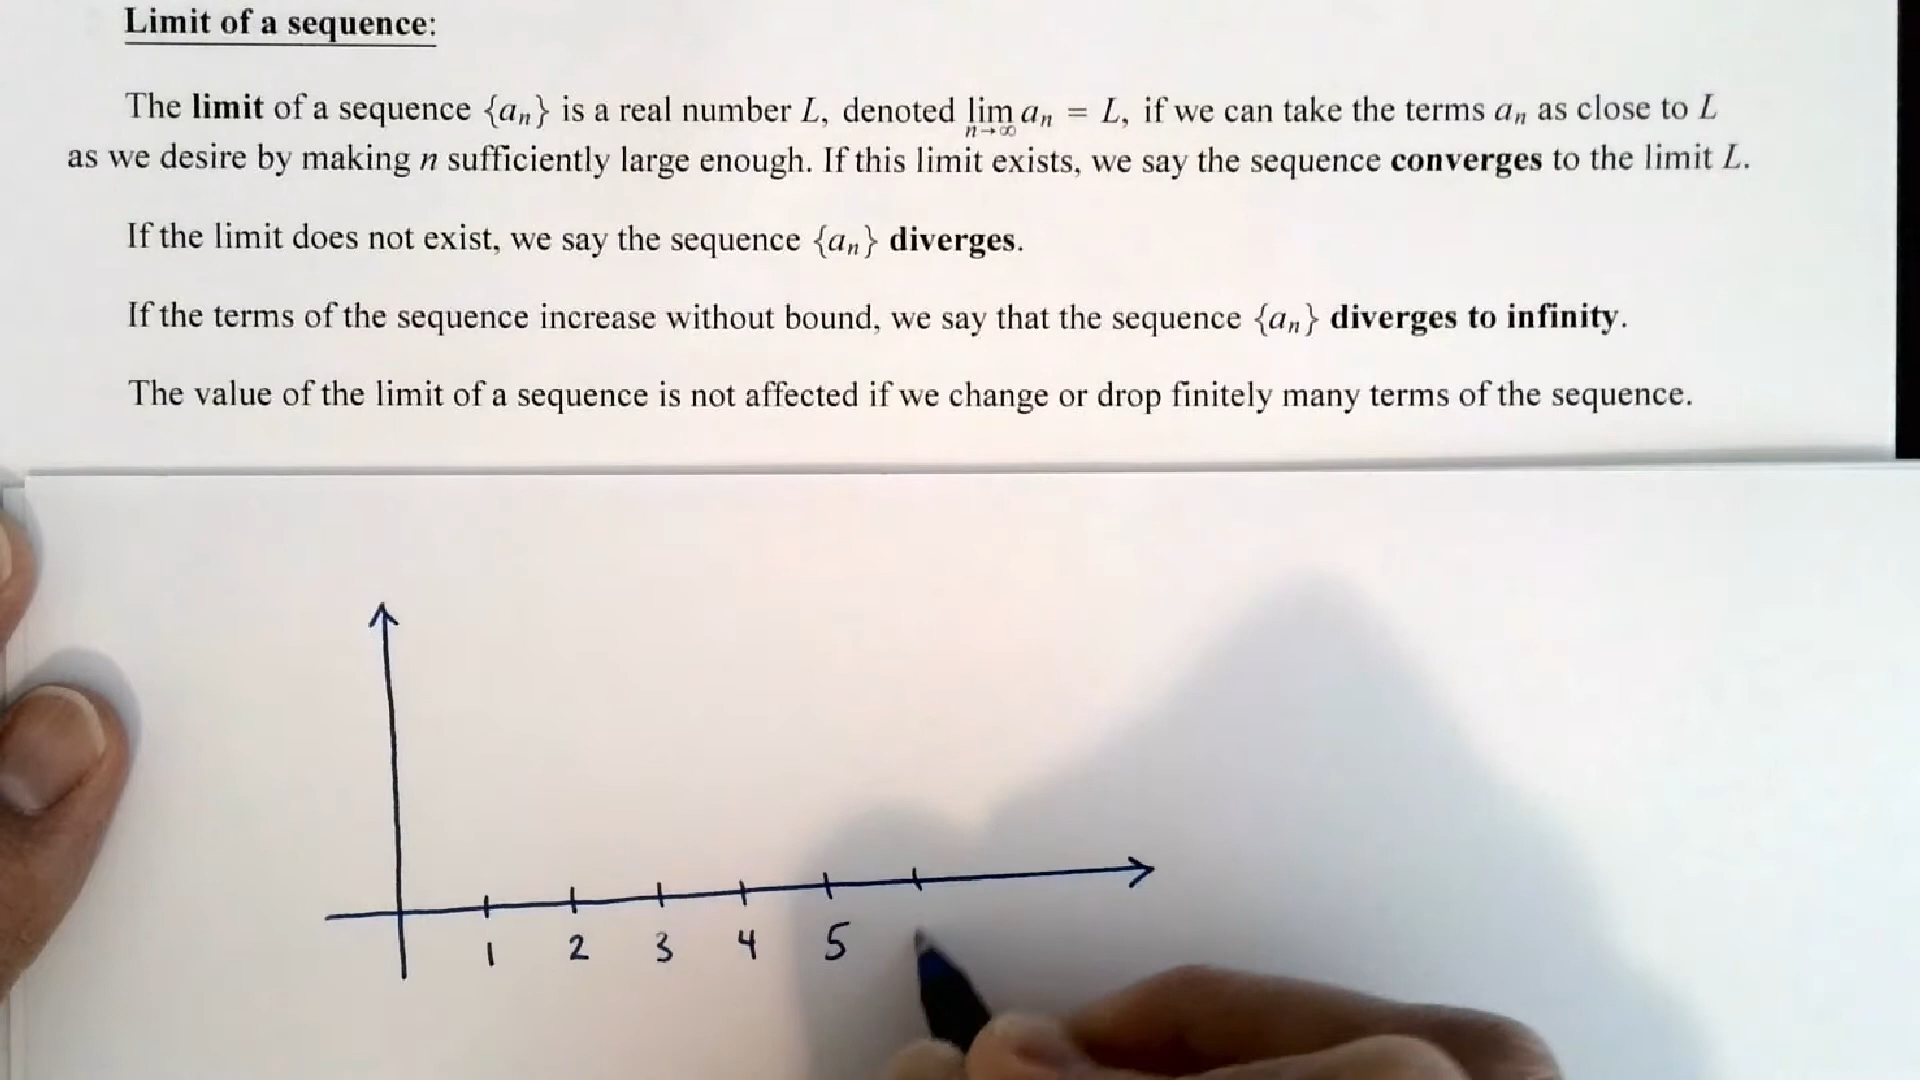 Limit of a sequence:
The limit of a sequence {aₙ} is a real number L, denoted lim aₙ = L, if we can take the terms aₙ as close to L
n→∞
as we desire by making n sufficiently large enough. If this limit exists, we say the sequence converges to the limit L.
If the limit does not exist, we say the sequence {aₙ} diverges.
If the terms of the sequence increase without bound, we say that the sequence {aₙ} diverges to infinity.
The value of the limit of a sequence is not affected if we change or drop finitely many terms of the sequence.
1 2 3 4 5